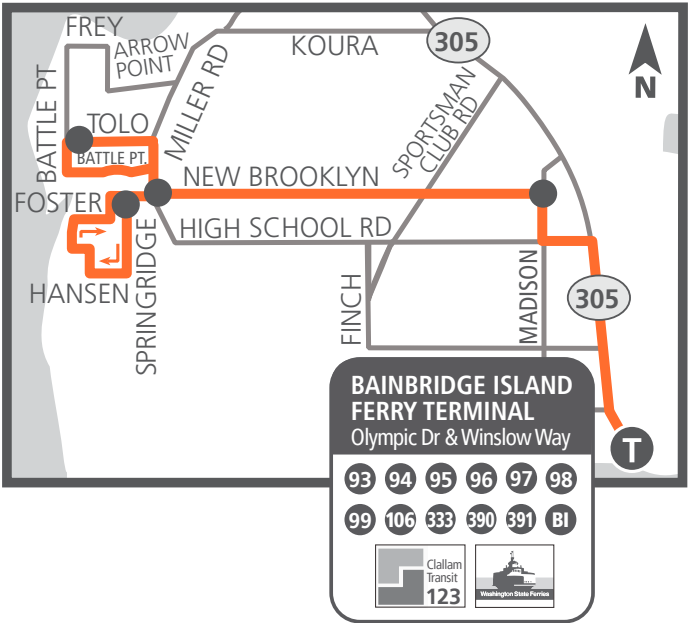 FREY
ARROW
POINT
KOURA
305
N
BATTLE PT
TOLO
BATTLE PT.
MILLER RD
SPORTSMAN
CLUB RD
NEW BROOKLYN
FOSTER
HIGH SCHOOL RD
HANSEN
SPRINGRIDGE
FINCH
MADISON
305
T
BAINBRIDGE ISLAND
FERRY TERMINAL
Olympic Dr & Winslow Way
93 94 95 96 97 98
99 106 333 390 391 BI
Clallam
Transit
123
Washington State Ferries